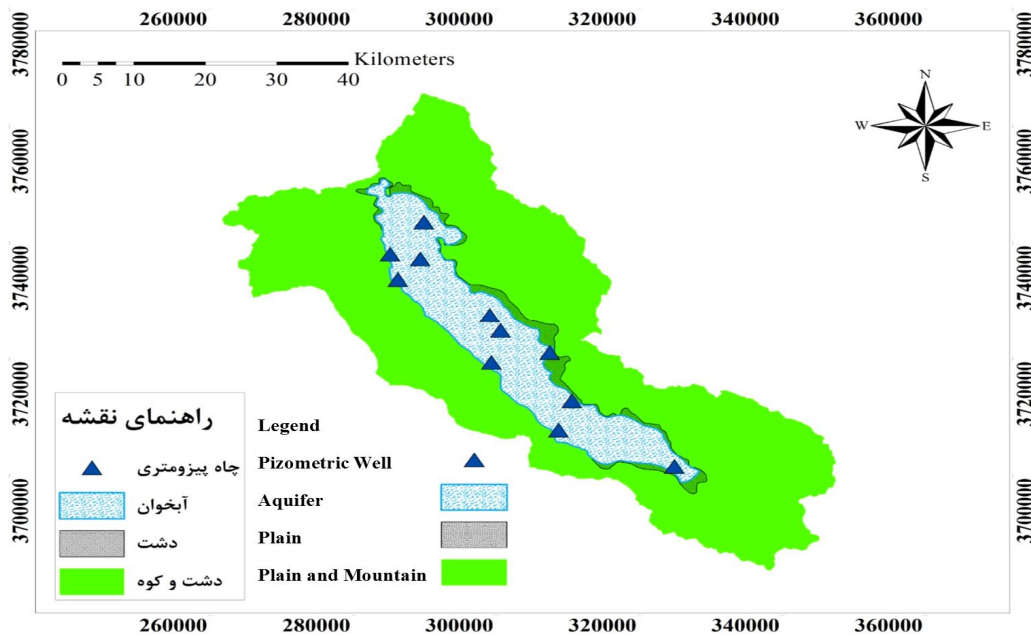 260000 280000 300000 320000 340000 360000
3780000 3780000
Kilometers
0 5 10 20 30 40
N
W E
S
3760000 3760000
3740000 3740000
3720000 3720000
3700000 3700000
راهنمای نقشه
چاه پیزومتری
آبخوان
دشت
دشت و کوه
Legend
Pizometric Well
Aquifer
Plain
Plain and Mountain
260000 280000 300000 320000 340000 360000